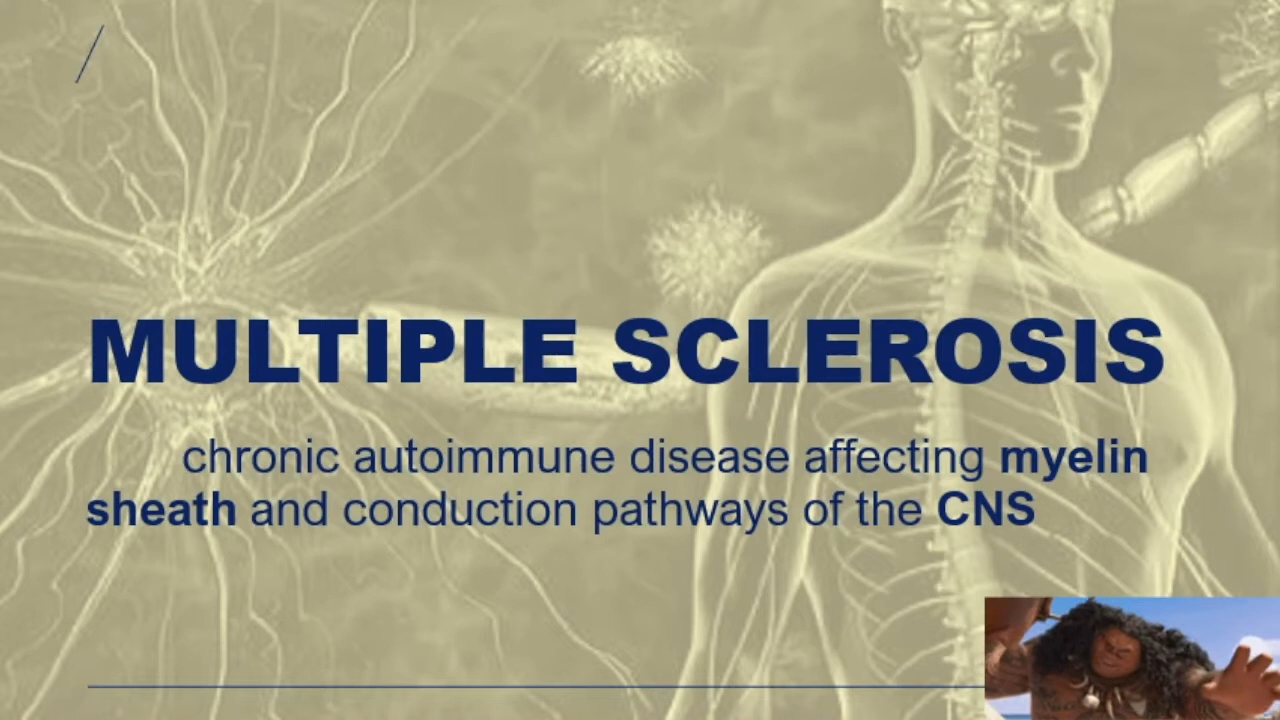 MULTIPLE SCLEROSIS
chronic autoimmune disease affecting myelin
sheath and conduction pathways of the CNS